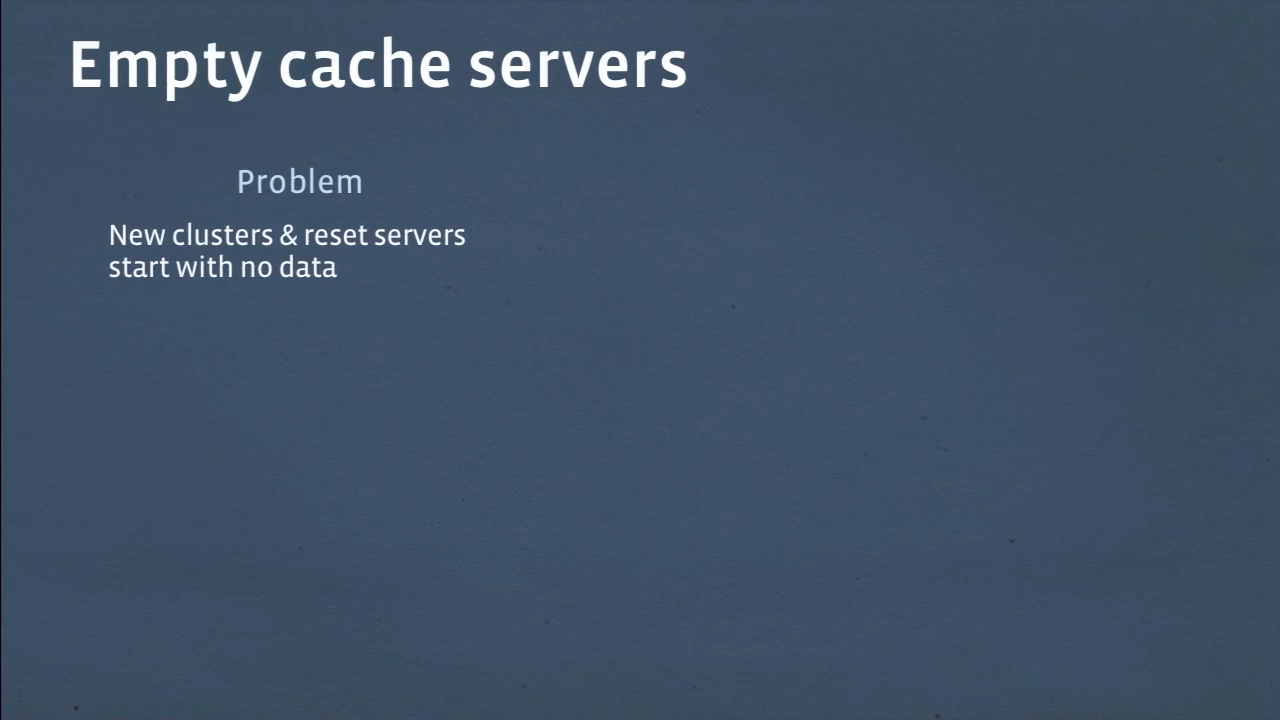 Empty cache servers
Problem
New clusters & reset servers
start with no data